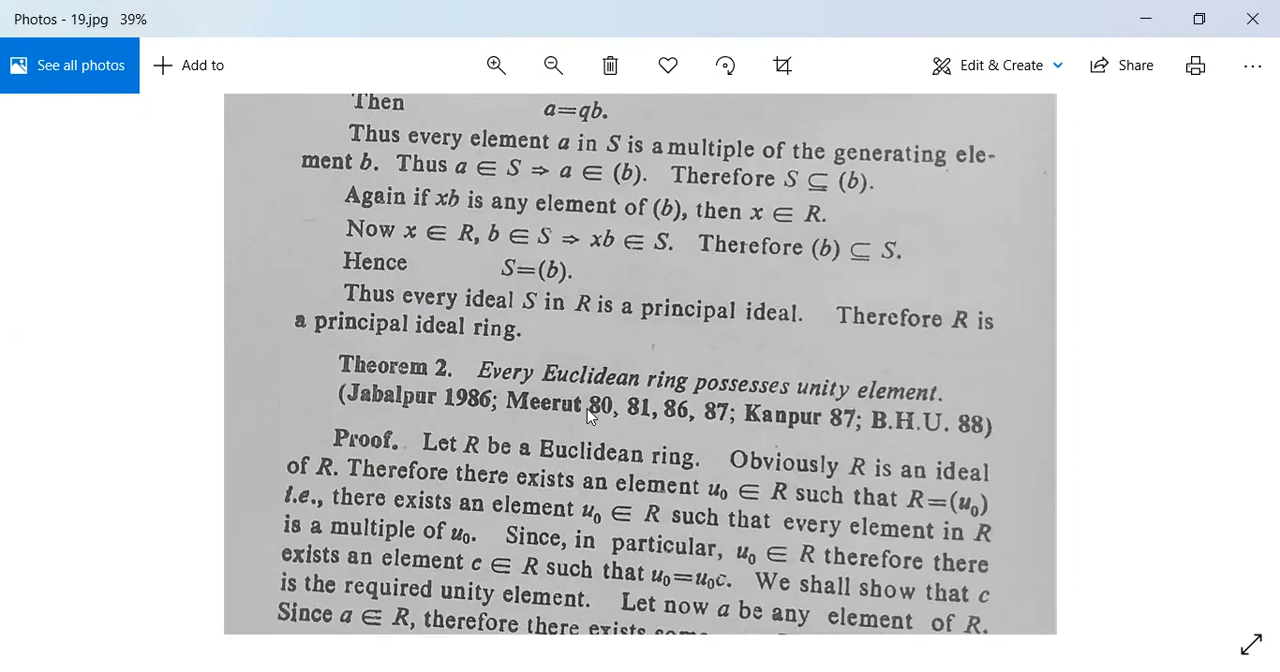 Photos - 19.jpg 39%
See all photos
Add to
Edit & Create
Share
Then a=qb.
Thus every element a in S is a multiple of the generating ele-
ment b. Thus a ∈ S ⇒ a ∈ (b). Therefore S ⊆ (b).
Again if xb is any element of (b), then x ∈ R.
Now x ∈ R, b ∈ S ⇒ xb ∈ S. Therefore (b) ⊆ S.
Hence S=(b).
Thus every ideal S in R is a principal ideal. Therefore R is
a principal ideal ring.
Theorem 2. Every Euclidean ring possesses unity element.
(Jabalpur 1986; Meerut 80, 81, 86, 87; Kanpur 87; B.H.U. 88)
Proof. Let R be a Euclidean ring. Obviously R is an ideal
of R. Therefore there exists an element u₀ ∈ R such that R=(u₀)
i.e., there exists an element u₀ ∈ R such that every element in R
is a multiple of u₀. Since, in particular, u₀ ∈ R therefore there
exists an element c ∈ R such that u₀=u₀c. We shall show that c
is the required unity element. Let now a be any element of R.
Since a ∈ R, therefore there exists